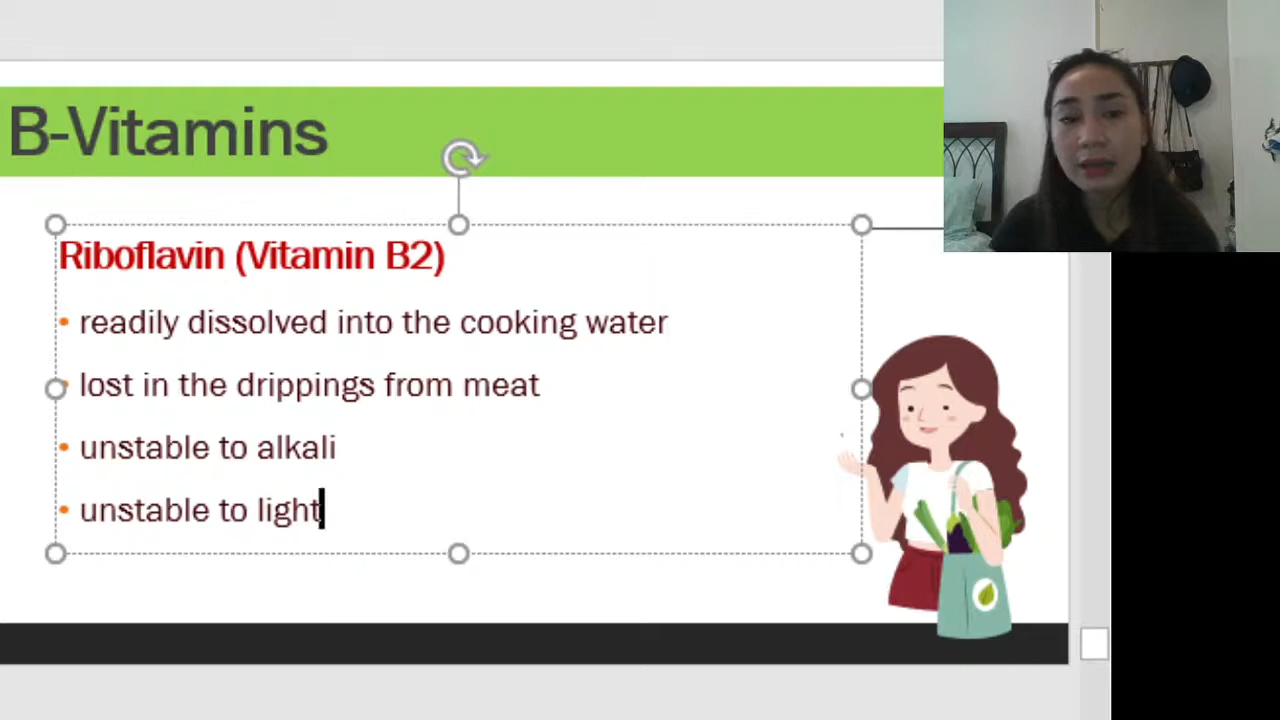 B-Vitamins
Riboflavin (Vitamin B2)
• readily dissolved into the cooking water
• lost in the drippings from meat
• unstable to alkali
• unstable to light